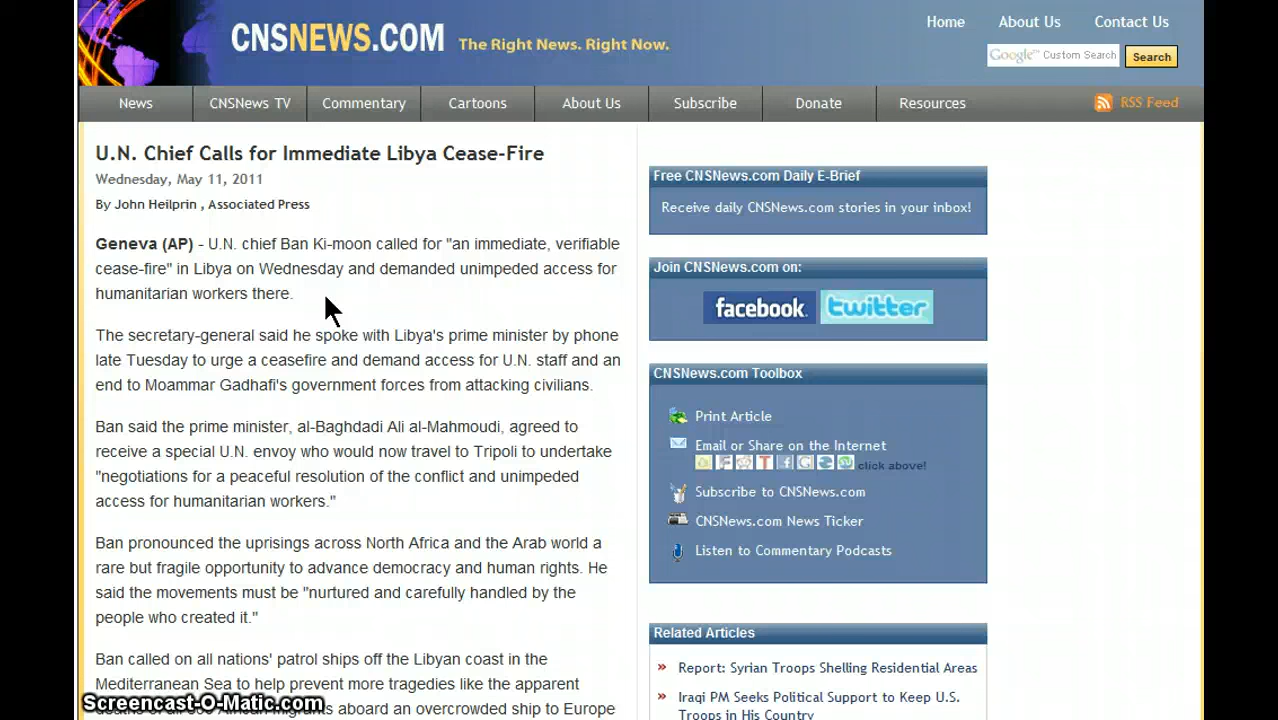 CNSNEWS.COM The Right News. Right Now.
Home About Us Contact Us
Google™ Custom Search Search
News CNSNews TV Commentary Cartoons About Us Subscribe Donate Resources RSS Feed
U.N. Chief Calls for Immediate Libya Cease-Fire
Wednesday, May 11, 2011
By John Heilprin , Associated Press
Geneva (AP) - U.N. chief Ban Ki-moon called for "an immediate, verifiable
cease-fire" in Libya on Wednesday and demanded unimpeded access for
humanitarian workers there.
The secretary-general said he spoke with Libya's prime minister by phone
late Tuesday to urge a ceasefire and demand access for U.N. staff and an
end to Moammar Gadhafi's government forces from attacking civilians.
Ban said the prime minister, al-Baghdadi Ali al-Mahmoudi, agreed to
receive a special U.N. envoy who would now travel to Tripoli to undertake
"negotiations for a peaceful resolution of the conflict and unimpeded
access for humanitarian workers."
Ban pronounced the uprisings across North Africa and the Arab world a
rare but fragile opportunity to advance democracy and human rights. He
said the movements must be "nurtured and carefully handled by the
people who created it."
Ban called on all nations' patrol ships off the Libyan coast in the
Mediterranean Sea to help prevent more tragedies like the apparent
aboard an overcrowded ship to Europe
Screencast-O-Matic.com
Free CNSNews.com Daily E-Brief
Receive daily CNSNews.com stories in your inbox!
Join CNSNews.com on:
facebook. twitter
CNSNews.com Toolbox
Print Article
Email or Share on the Internet
click above!
Subscribe to CNSNews.com
CNSNews.com News Ticker
Listen to Commentary Podcasts
Related Articles
» Report: Syrian Troops Shelling Residential Areas
» Iraqi PM Seeks Political Support to Keep U.S.
Troops in His Country